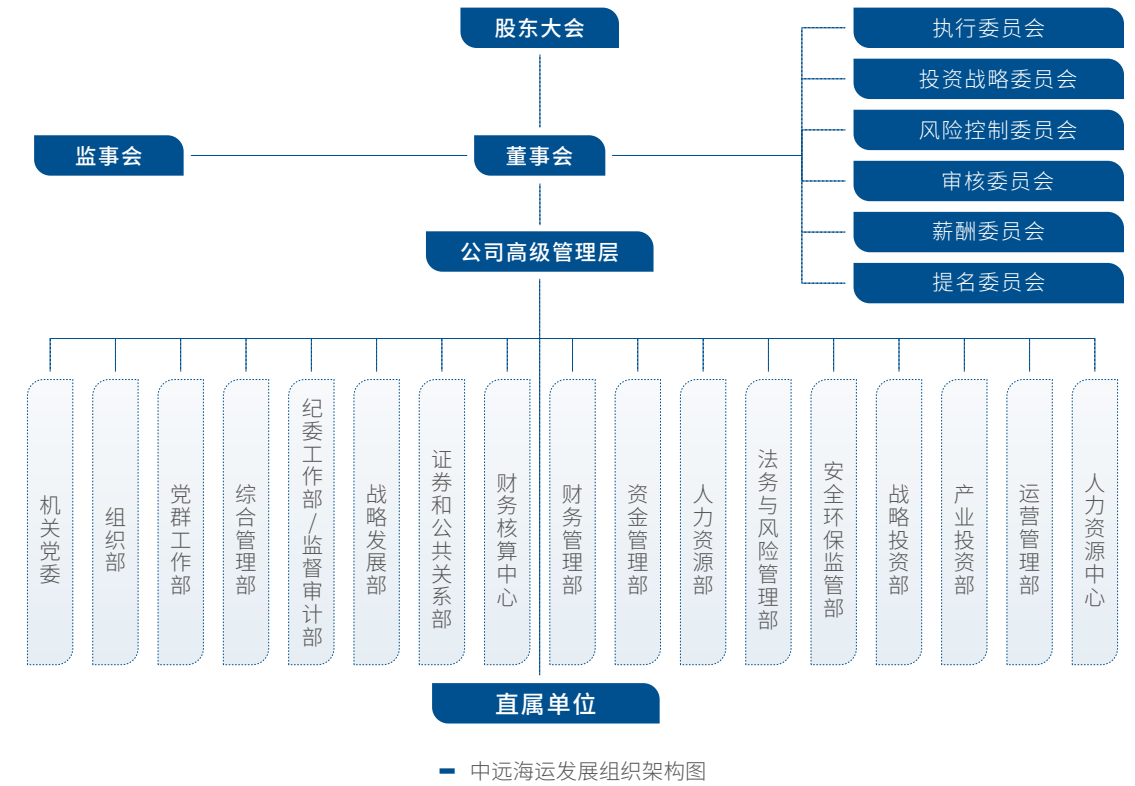 股东大会
执行委员会
投资战略委员会
风险控制委员会
审核委员会
薪酬委员会
提名委员会
监事会
董事会
公司高级管理层
机关党委
组织部
党群工作部
综合管理部
纪委工作部/监督审计部
战略发展部
证券和公共关系部
财务核算中心
财务管理部
资金管理部
人力资源部
法务与风险管理部
安全环保监管部
战略投资部
产业投资部
运营管理部
人力资源中心
直属单位
中远海运发展组织架构图